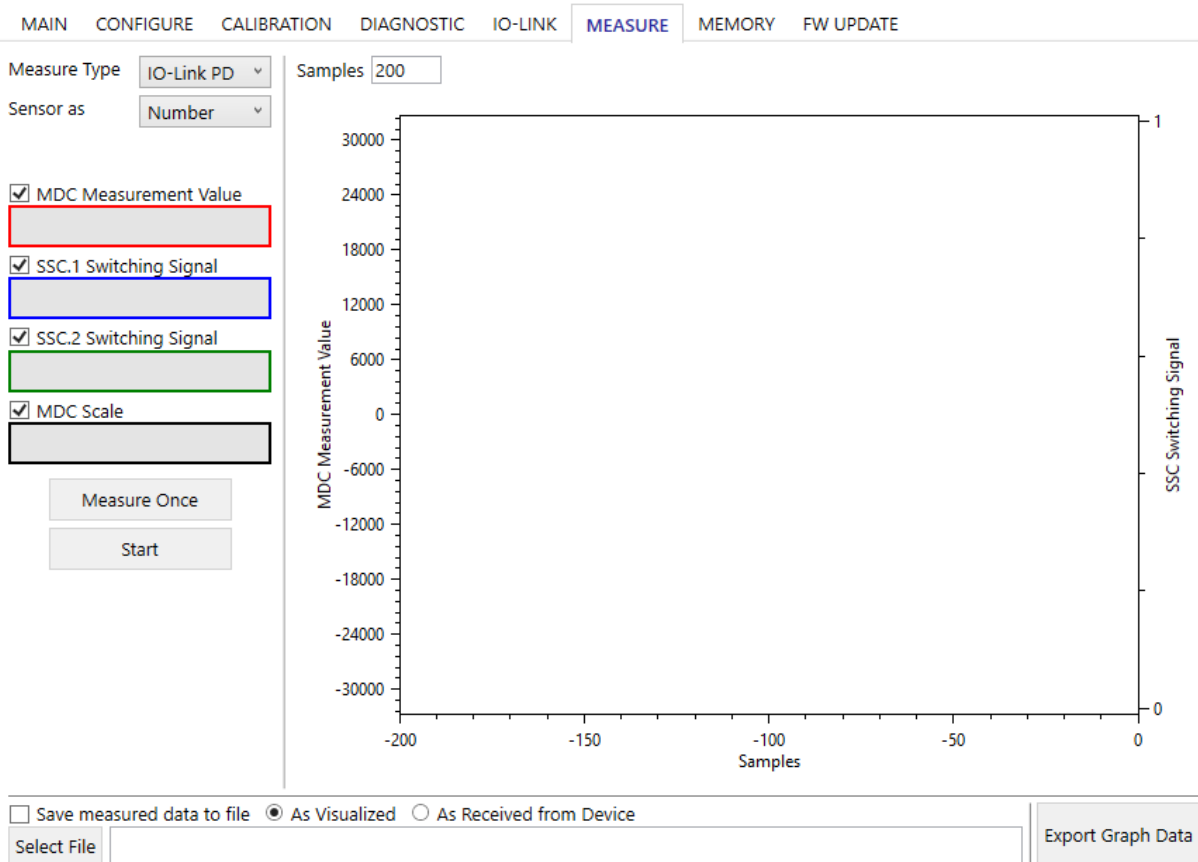 MAIN CONFIGURE CALIBRATION DIAGNOSTIC IO-LINK MEASURE MEMORY FW UPDATE
Measure Type IO-Link PD
Sensor as Number
MDC Measurement Value
SSC.1 Switching Signal
SSC.2 Switching Signal
MDC Scale
Measure Once
Start
Samples 200
MDC Measurement Value
30000
24000
18000
12000
6000
0
-6000
-12000
-18000
-24000
-30000
1
0
SSC Switching Signal
-200 -150 -100 -50 0
Samples
Save measured data to file As Visualized As Received from Device
Select File
Export Graph Data